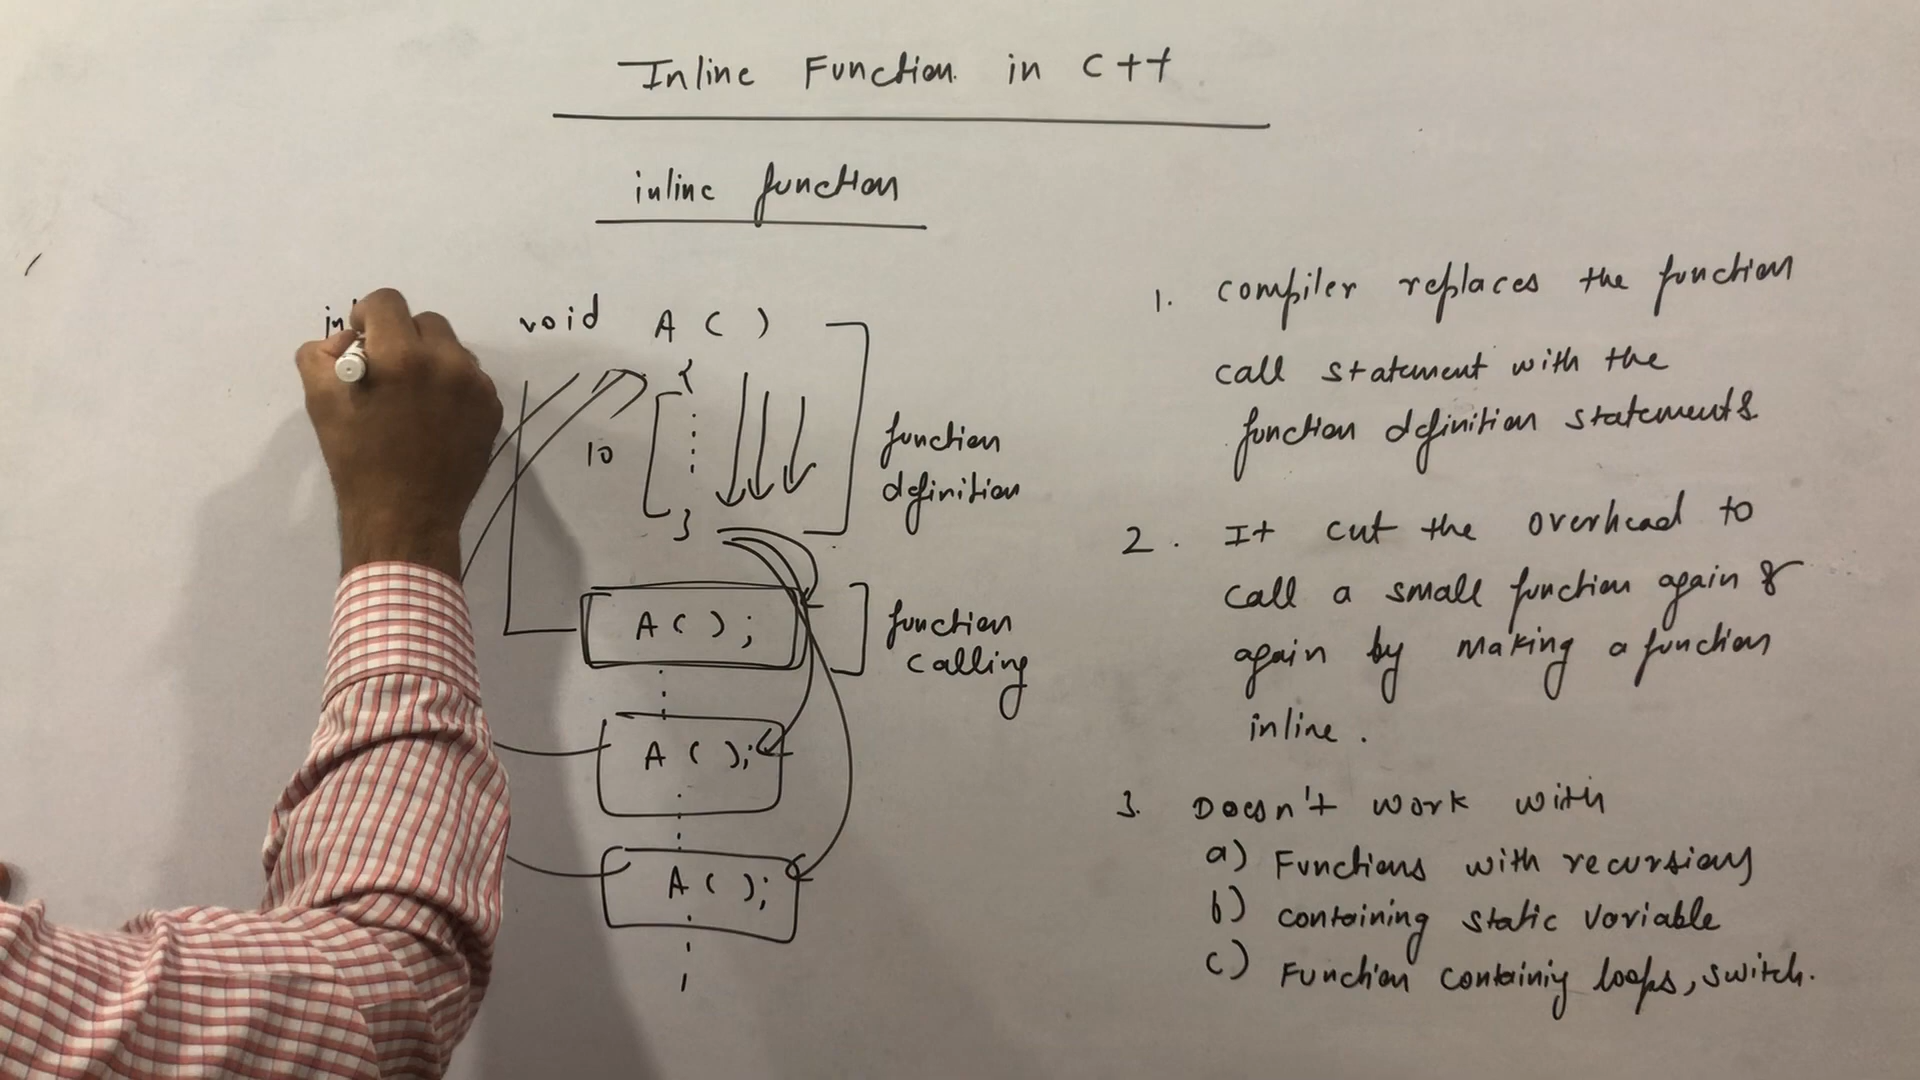 Inline Function in C++
inline function
in
void A ( )
{
10
}
function
definition
A ( ) ;
function
calling
A ( ) ;
A ( ) ;
1. compiler replaces the function
call statement with the
function definition statements
2. It cut the overhead to
call a small function again &
again by making a function
inline .
3. Doesn't work with
a) Functions with recursions
b) containing static variable
c) Function containing loops, switch.